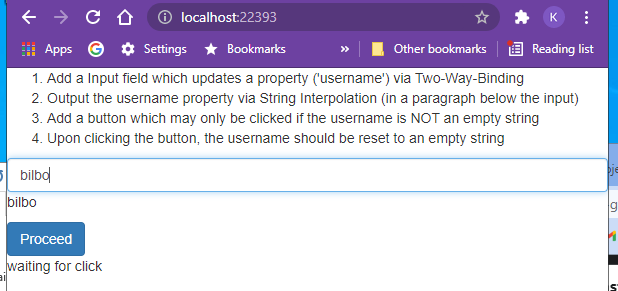 localhost:22393
K
Apps G Settings Bookmarks » Other bookmarks Reading list
1. Add a Input field which updates a property ('username') via Two-Way-Binding
2. Output the username property via String Interpolation (in a paragraph below the input)
3. Add a button which may only be clicked if the username is NOT an empty string
4. Upon clicking the button, the username should be reset to an empty string
bilbo
bilbo
Proceed
waiting for click